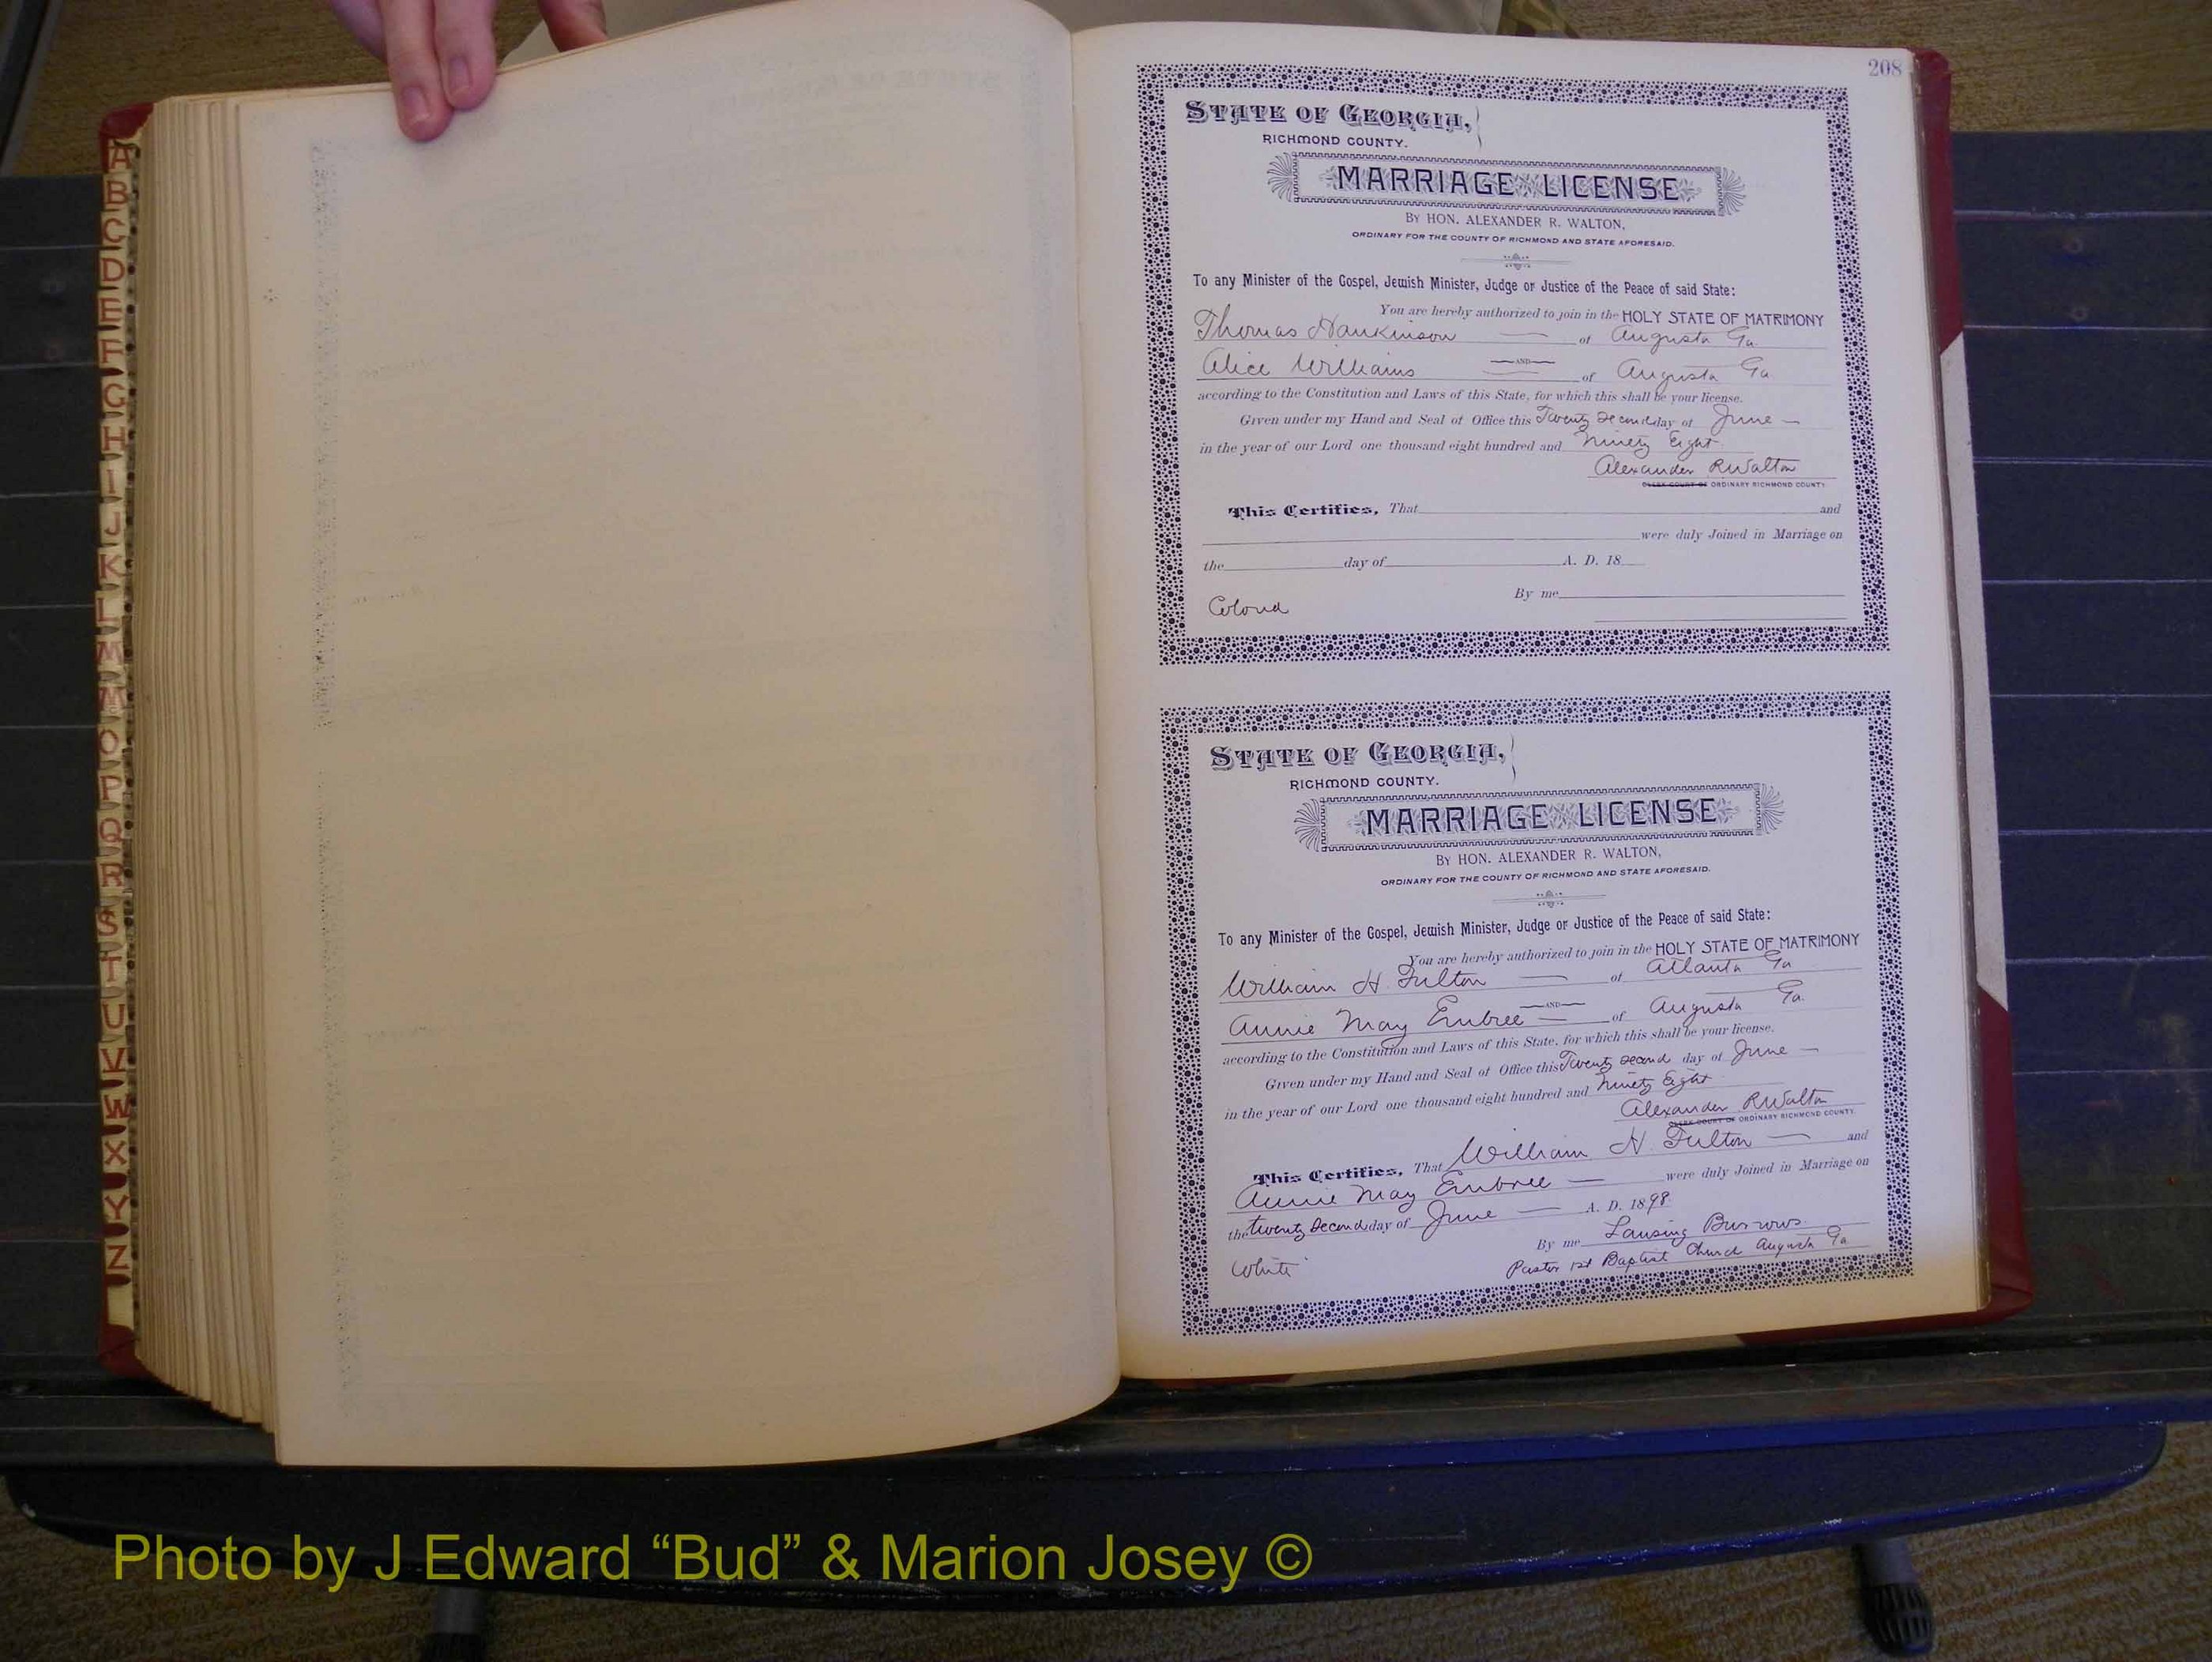 A
B
C
D
E
F
G
H
I
J
K
L
M
Mc
O
P
Q
R
S
T
U
V
W
X
Y
Z
208
STATE OF GEORGIA,
RICHMOND COUNTY.
MARRIAGE LICENSE
BY HON. ALEXANDER R. WALTON,
ORDINARY FOR THE COUNTY OF RICHMOND AND STATE AFORESAID.
To any Minister of the Gospel, Jewish Minister, Judge or Justice of the Peace of said State:
You are hereby authorized to join in the HOLY STATE OF MATRIMONY
Thomas Hankinson — of Augusta Ga.
AND
Alice Williams — of Augusta Ga
according to the Constitution and Laws of this State, for which this shall be your license.
Given under my Hand and Seal of Office this Twenty Second day of June —
in the year of our Lord one thousand eight hundred and Ninety Eight
Alexander R Walton
CLERK COURT OF ORDINARY RICHMOND COUNTY.
This Certifies, That and
were duly Joined in Marriage on
the day of A. D. 18
By me
Colored
STATE OF GEORGIA,
RICHMOND COUNTY.
MARRIAGE LICENSE
BY HON. ALEXANDER R. WALTON,
ORDINARY FOR THE COUNTY OF RICHMOND AND STATE AFORESAID.
To any Minister of the Gospel, Jewish Minister, Judge or Justice of the Peace of said State:
You are hereby authorized to join in the HOLY STATE OF MATRIMONY
William H. Fulton — of Atlanta Ga
AND
Annie May Embree — of Augusta Ga.
according to the Constitution and Laws of this State, for which this shall be your license.
Given under my Hand and Seal of Office this Twenty Second day of June —
in the year of our Lord one thousand eight hundred and Ninety Eight
Alexander R Walton
CLERK COURT OF ORDINARY RICHMOND COUNTY.
This Certifies, That William H. Fulton — and
Annie May Embree — were duly Joined in Marriage on
the twenty Second day of June — A. D. 1898.
By me Lansing Burrows
White
Pastor 1st Baptist Church Augusta Ga
Photo by J Edward “Bud” & Marion Josey ©